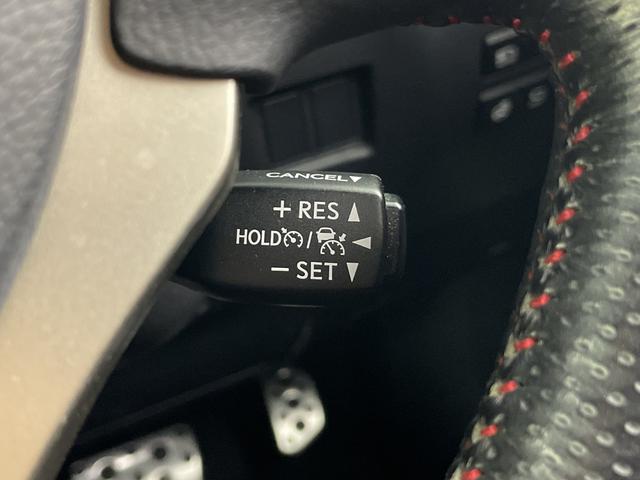 CANCEL▼
+ RES ▲
HOLD / ◀
− SET ▼